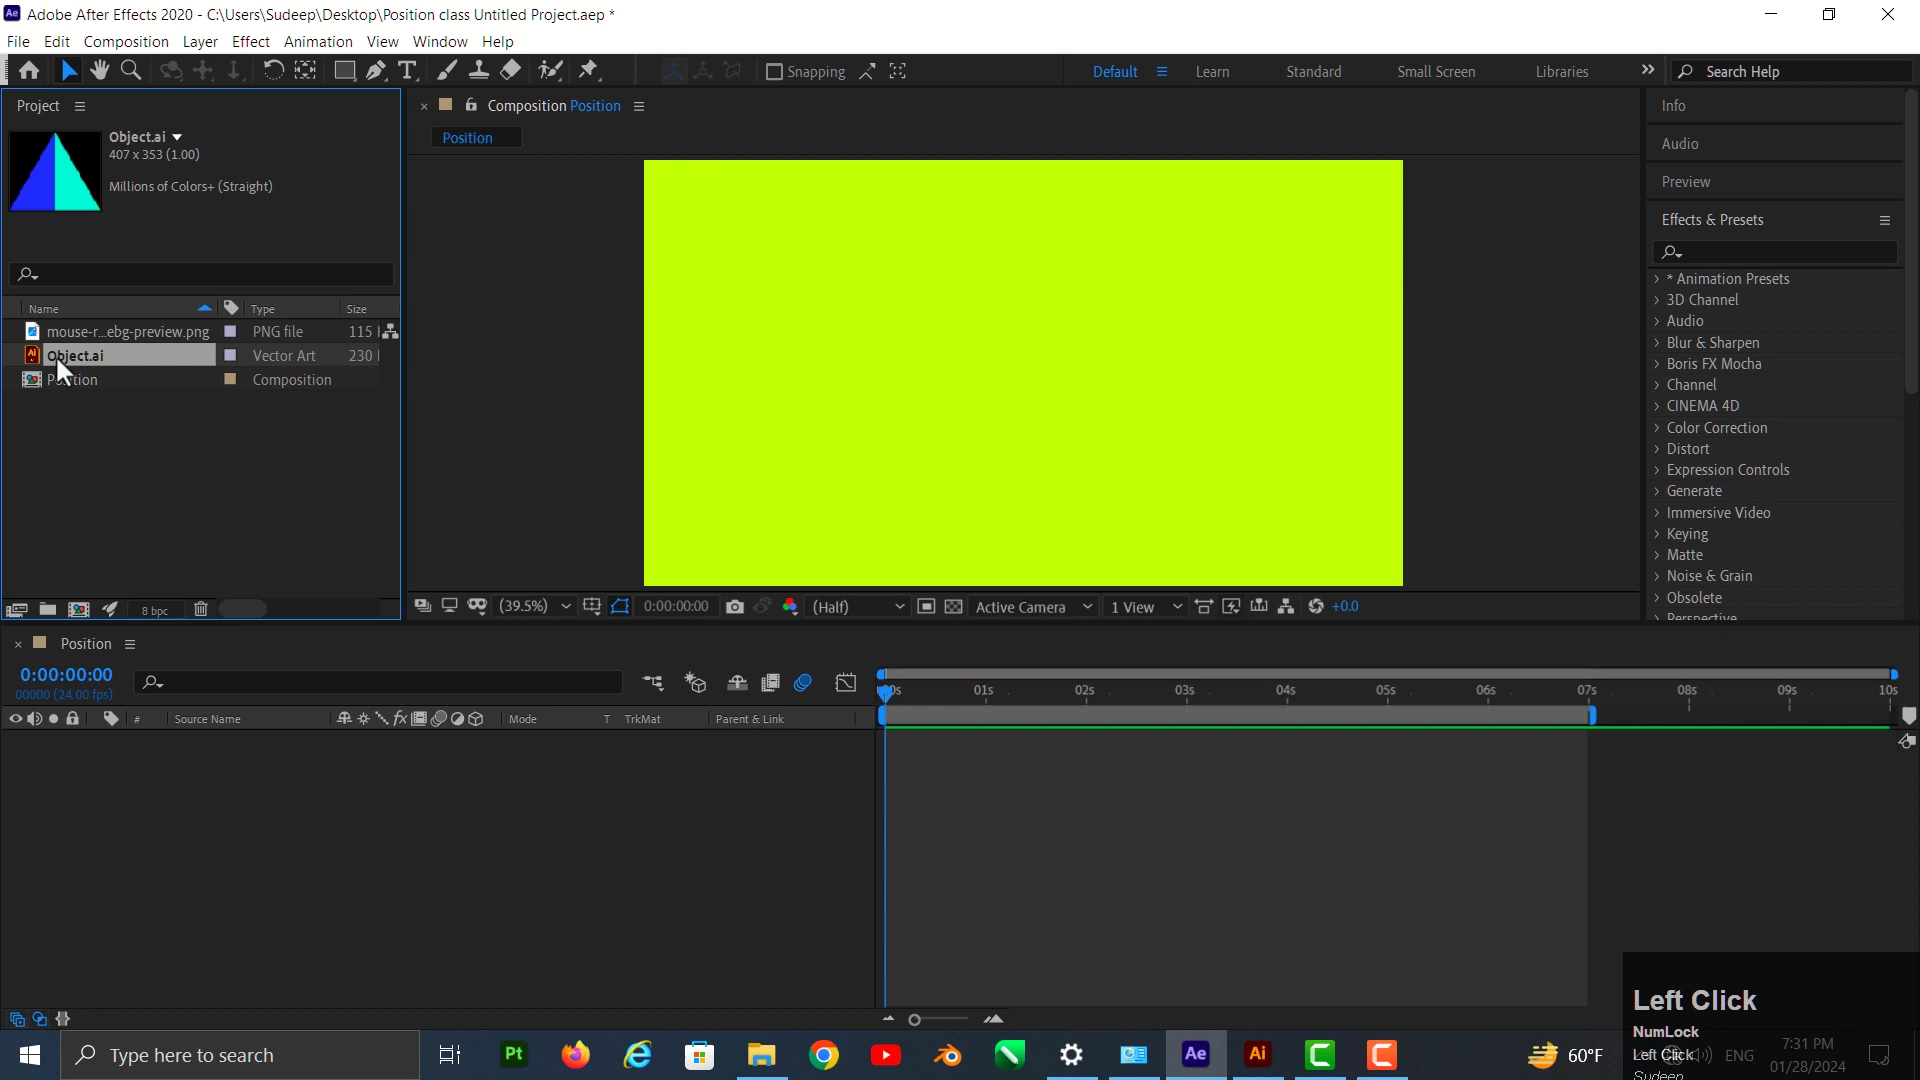 Ae Adobe After Effects 2020 - C:\Users\Sudeep\Desktop\Position class Untitled Project.aep *
File Edit Composition Layer Effect Animation View Window Help
Snapping Default Learn Standard Small Screen Libraries Search Help
Project
Object.ai
407 x 353 (1.00)
Millions of Colors+ (Straight)
Name Type Size
mouse-r...ebg-preview.png PNG file 115
Object.ai Vector Art 230
Composition
8 bpc
Composition Position
Position
(39.5%) 0:00:00:00 (Half) Active Camera 1 View +0.0
Info
Audio
Preview
Effects & Presets
* Animation Presets
3D Channel
Audio
Blur & Sharpen
Boris FX Mocha
Channel
CINEMA 4D
Color Correction
Distort
Expression Controls
Generate
Immersive Video
Keying
Matte
Noise & Grain
Obsolete
Perspective
Position
0:00:00:00
00000 (24.00 fps)
# Source Name Mode T TrkMat Parent & Link
01s 02s 03s 04s 05s 06s 07s 08s 09s 10s
Left Click
NumLock
Left Click
Sudeep
Type here to search
Pt Ae Ai
60°F ENG
7:31 PM
01/28/2024